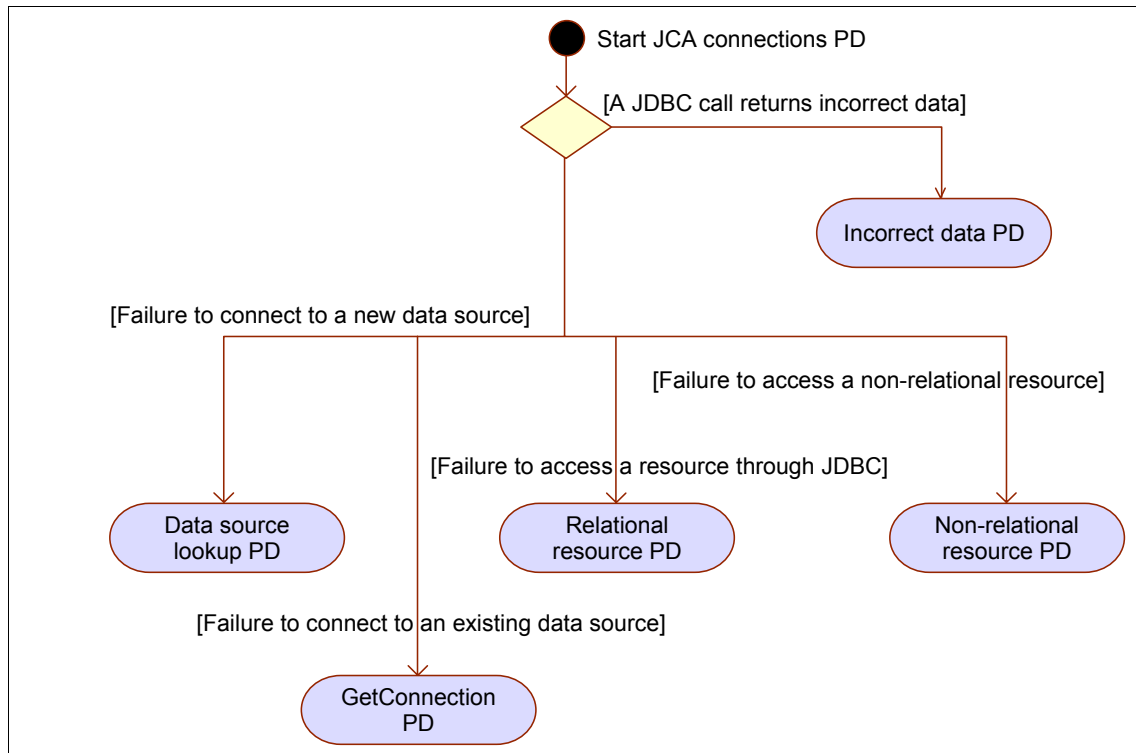 Start JCA connections PD
[A JDBC call returns incorrect data]
Incorrect data PD
[Failure to connect to a new data source]
[Failure to access a non-relational resource]
[Failure to access a resource through JDBC]
Data source
lookup PD
Relational
resource PD
Non-relational
resource PD
[Failure to connect to an existing data source]
GetConnection
PD